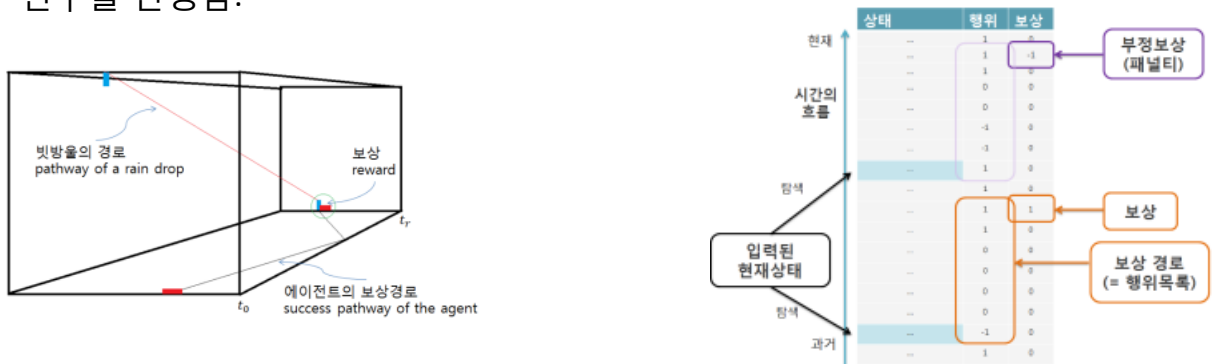 빗방울의 경로
pathway of a rain drop
보상
reward
t_r
t_0
에이전트의 보상경로
success pathway of the agent
상태 행위 보상
... 1 0
... 1 -1
... 1 0
... 0 0
... 0 0
... -1 0
... -1 0
... 1 0
... 1 0
... 1 1
... 1 0
... 0 0
... 0 0
... 0 0
... 0 0
... -1 0
... 1 0
현재
시간의
흐름
탐색
입력된
현재상태
탐색
과거
부정보상
(패널티)
보상
보상 경로
(= 행위목록)